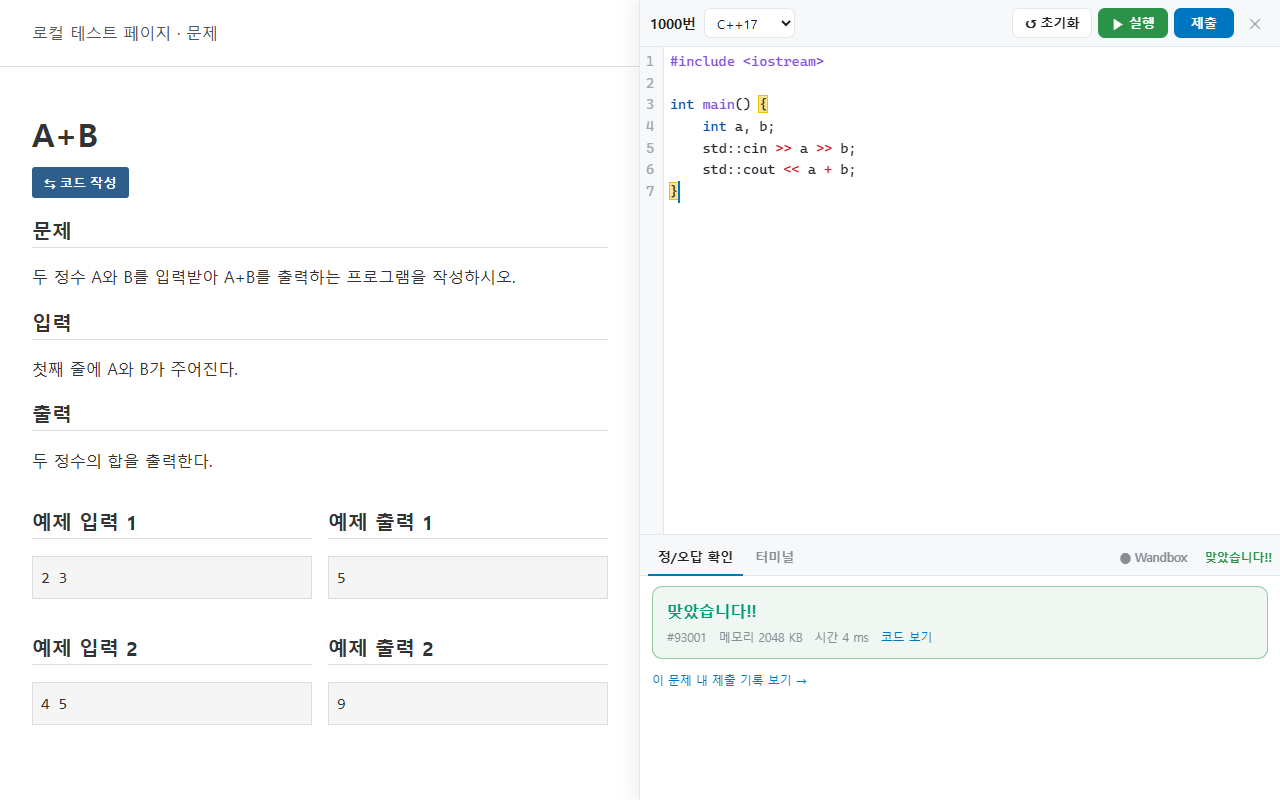 로컬 테스트 페이지 · 문제
A+B
⇆ 코드 작성
문제
두 정수 A와 B를 입력받아 A+B를 출력하는 프로그램을 작성하시오.
입력
첫째 줄에 A와 B가 주어진다.
출력
두 정수의 합을 출력한다.
예제 입력 1
2 3
예제 출력 1
5
예제 입력 2
4 5
예제 출력 2
9
1000번 C++17 ↺ 초기화 ▶ 실행 제출 ×
1 #include <iostream>
2
3 int main() {
4     int a, b;
5     std::cin >> a >> b;
6     std::cout << a + b;
7 }
정/오답 확인 터미널 ● Wandbox 맞았습니다!!
맞았습니다!!
#93001 메모리 2048 KB 시간 4 ms 코드 보기
이 문제 내 제출 기록 보기 →